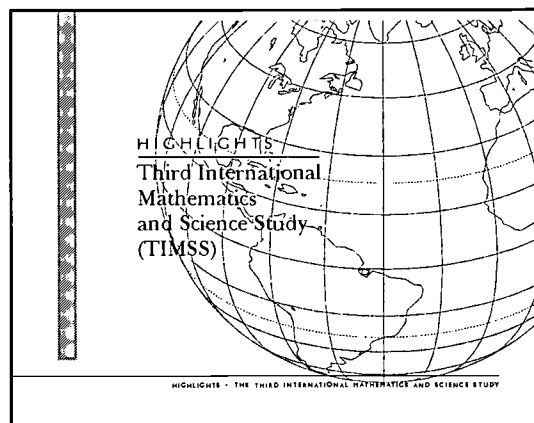 HIGHLIGHTS
Third International
Mathematics
and Science Study
(TIMSS)
HIGHLIGHTS • THE THIRD INTERNATIONAL MATHEMATICS AND SCIENCE STUDY